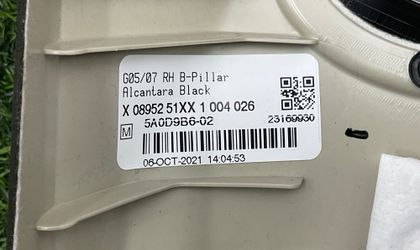 G05/07 RH B-Pillar
Alcantara Black
X 08952 51XX 1 004 026
5A0D9B6-02
23169930
M
06-OCT-2021 14:04:53